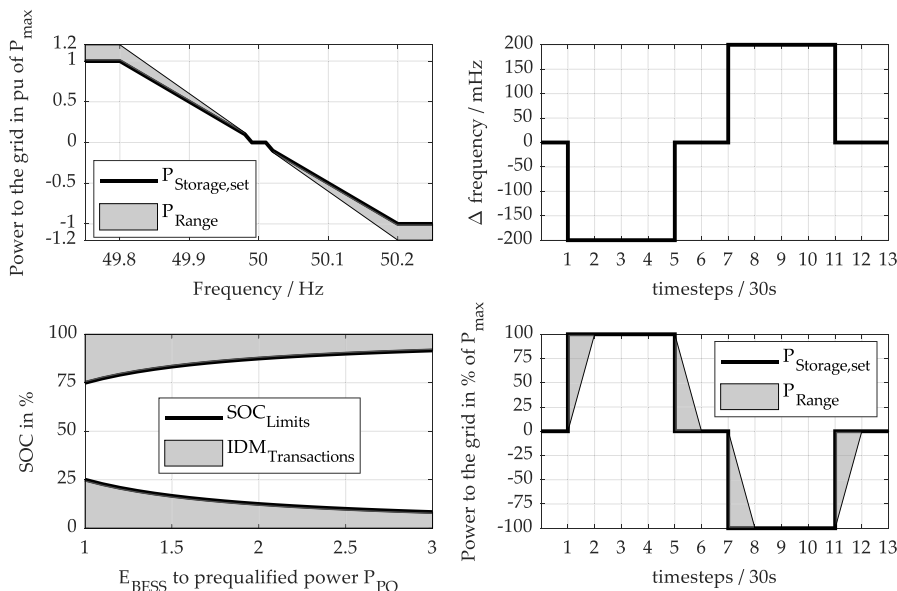 Power to the grid in pu of P_max
1.2
1
0.5
0
-0.5
-1
-1.2
P_Storage,set
P_Range
49.8 49.9 50 50.1 50.2
Frequency / Hz
Δ frequency / mHz
200
150
100
50
0
-50
-100
-150
-200
1 2 3 4 5 6 7 8 9 10 11 12 13
timesteps / 30s
SOC in %
100
75
50
25
0
SOC_Limits
IDM_Transactions
1 1.5 2 2.5 3
E_BESS to prequalified power P_PQ
Power to the grid in % of P_max
100
75
50
25
0
-25
-50
-75
-100
P_Storage,set
P_Range
1 2 3 4 5 6 7 8 9 10 11 12 13
timesteps / 30s